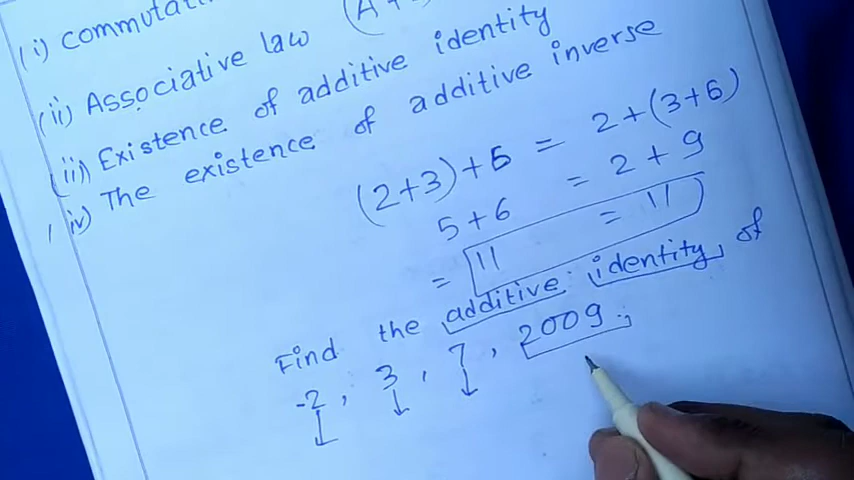 (i) commutati
(ii) Associative law (A+
(iii) Existence of additive identity
iv) The existence of additive inverse
(2+3)+6 = 2+(3+6)
5+6 = 2+9
= 11 = 11
Find the additive identity of
-2, 3, 7, 2009.